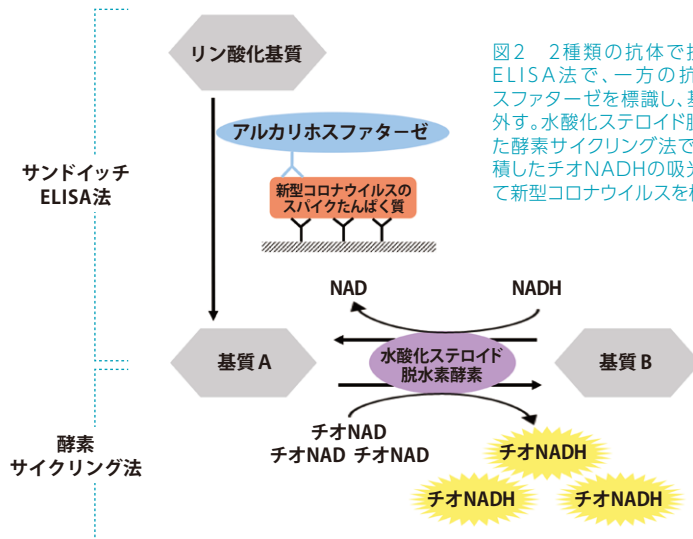 リン酸化基質
図2 2種類の抗体で
ELISA法で、一方の抗
スファターゼを標識し、
外す。水酸化ステロイド
た酵素サイクリング法で
積したチオNADHの吸光
て新型コロナウイルスを
アルカリホスファターゼ
サンドイッチ
ELISA法
新型コロナウイルスの
スパイクたんぱく質
NAD
NADH
基質 A
水酸化ステロイド
脱水素酵素
基質 B
酵素
サイクリング法
チオNAD
チオNAD チオNAD
チオNADH
チオNADH
チオNADH